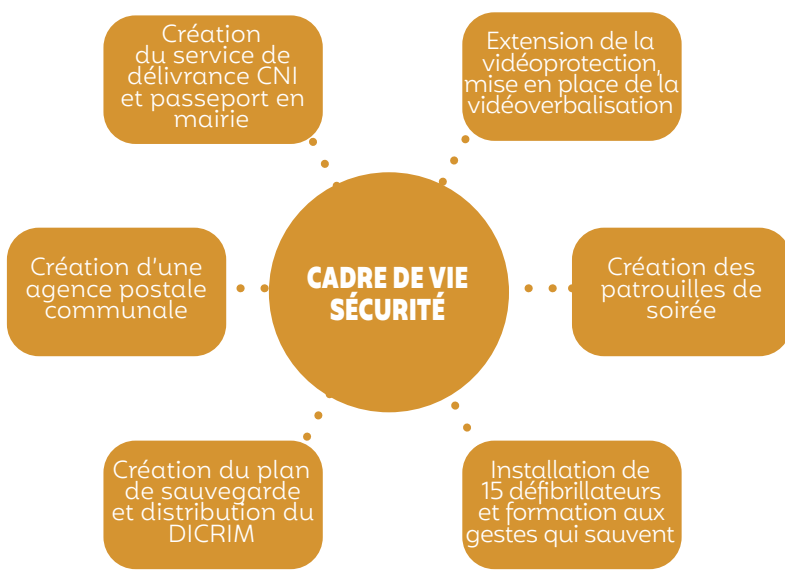 Création
du service de
délivrance CNI
et passeport en
mairie
Extension de la
vidéoprotection,
mise en place de la
vidéoverbalisation
Création d'une
agence postale
communale
CADRE DE VIE
SÉCURITÉ
Création des
patrouilles de
soirée
Création du plan
de sauvegarde
et distribution du
DICRIM
Installation de
15 défibrillateurs
et formation aux
gestes qui sauvent